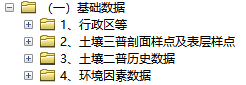 （一）基础数据
1、行政区等
2、土壤三普剖面样点及表层样点
3、土壤二普历史数据
4、环境因素数据